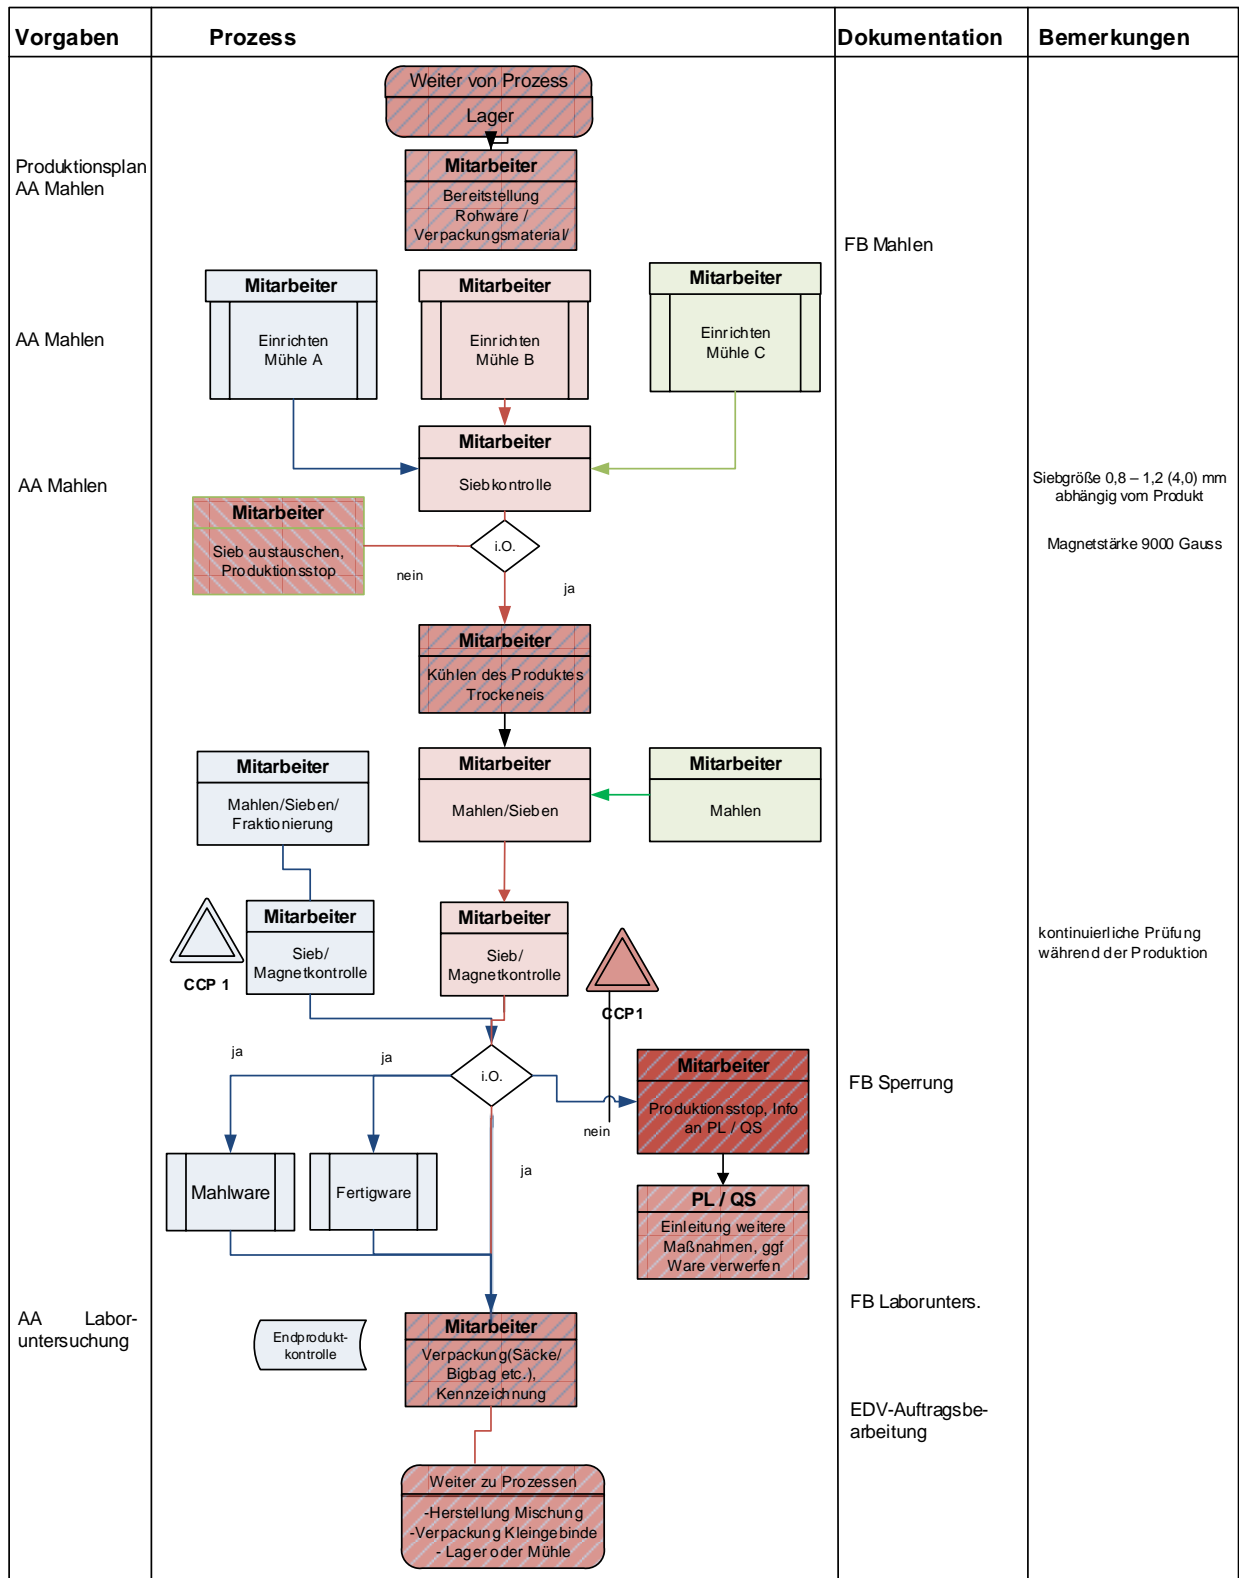 Vorgaben
Prozess
Dokumentation
Bemerkungen
Weiter von Prozess
Lager
Produktionsplan
AA Mahlen
Mitarbeiter
Bereitstellung
Rohware /
Verpackungsmaterial/
FB Mahlen
Mitarbeiter
Einrichten
Mühle A
Mitarbeiter
Einrichten
Mühle B
Mitarbeiter
Einrichten
Mühle C
AA Mahlen
Mitarbeiter
Siebkontrolle
AA Mahlen
Siebgröße 0,8 – 1,2 (4,0) mm
abhängig vom Produkt
Magnetstärke 9000 Gauss
Mitarbeiter
Sieb austauschen,
Produktionsstop
i.O.
nein
ja
Mitarbeiter
Kühlen des Produktes
Trockeneis
Mitarbeiter
Mahlen/Sieben/
Fraktionierung
Mitarbeiter
Mahlen/Sieben
Mitarbeiter
Mahlen
CCP 1
Mitarbeiter
Sieb/
Magnetkontrolle
Mitarbeiter
Sieb/
Magnetkontrolle
CCP1
kontinuierliche Prüfung
während der Produktion
ja
ja
i.O.
Mitarbeiter
Produktionsstop, Info
an PL / QS
FB Sperrung
nein
ja
Mahlware
Fertigware
PL / QS
Einleitung weitere
Maßnahmen, ggf
Ware verwerfen
AA Labor-
untersuchung
Endprodukt-
kontrolle
Mitarbeiter
Verpackung(Säcke/
Bigbag etc.),
Kennzeichnung
FB Laborunters.
EDV-Auftragsbe-
arbeitung
Weiter zu Prozessen
-Herstellung Mischung
-Verpackung Kleingebinde
- Lager oder Mühle